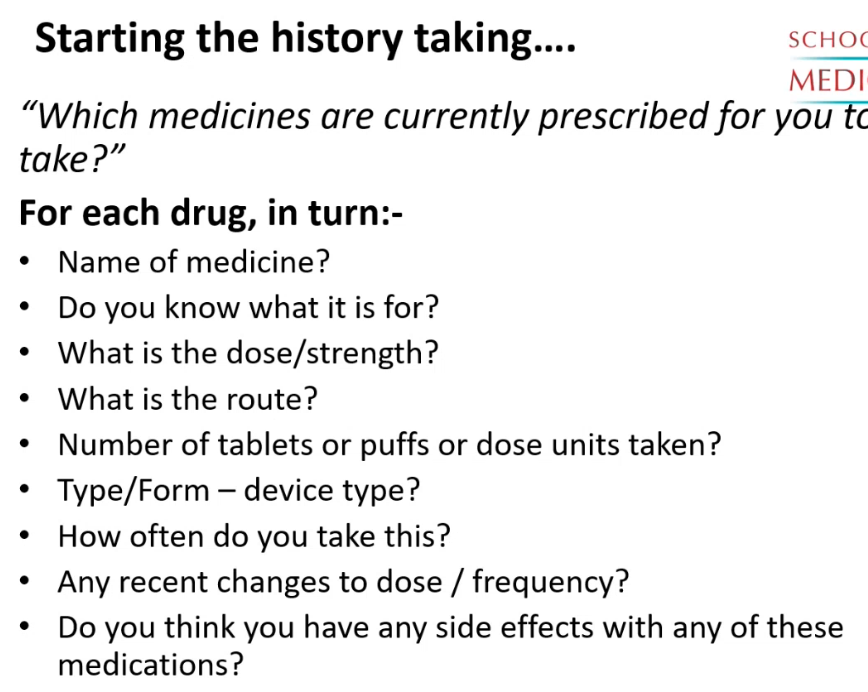 Starting the history taking....
“Which medicines are currently prescribed for you to
take?”
For each drug, in turn:-
• Name of medicine?
• Do you know what it is for?
• What is the dose/strength?
• What is the route?
• Number of tablets or puffs or dose units taken?
• Type/Form – device type?
• How often do you take this?
• Any recent changes to dose / frequency?
• Do you think you have any side effects with any of these
medications?